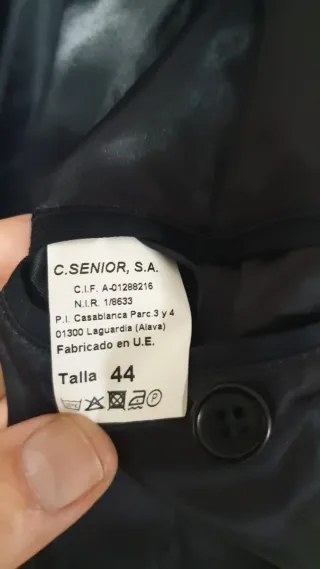 C.SENIOR, S.A.
C.I.F. A-01288216
N.I.R. 1/8633
P.I. Casablanca Parc.3 y 4
01300 Laguardia (Alava)
Fabricado en U.E.
Talla 44
P